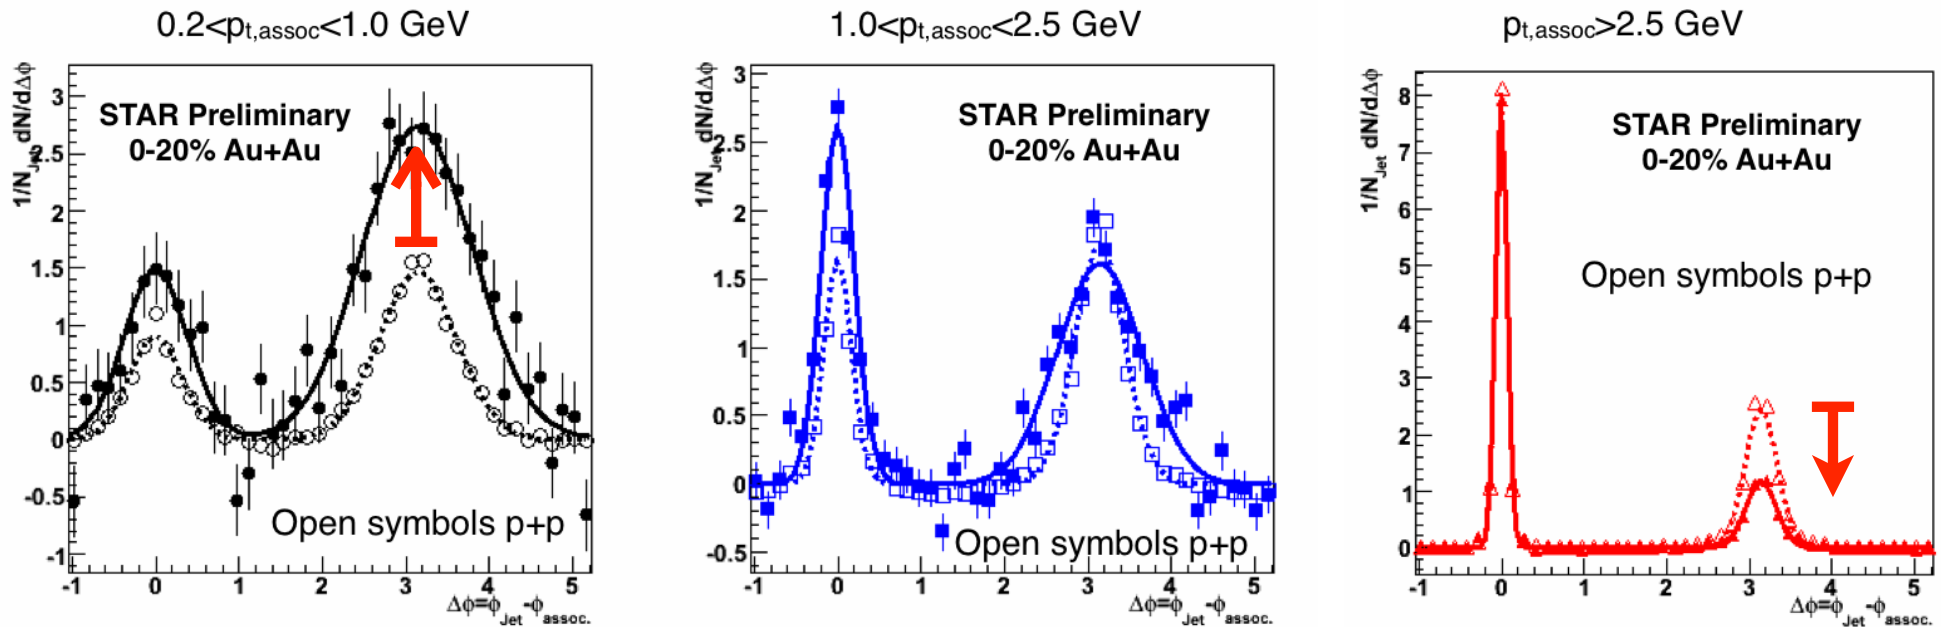 0.2<pt,assoc<1.0 GeV
1/NJet dN/dΔϕ
STAR Preliminary
0-20% Au+Au
3
2.5
2
1.5
1
0.5
0
-0.5
-1
Open symbols p+p
-1 0 1 2 3 4 5
Δϕ=ϕJet-ϕassoc.
1.0<pt,assoc<2.5 GeV
1/NJet dN/dΔϕ
STAR Preliminary
0-20% Au+Au
3
2.5
2
1.5
1
0.5
0
-0.5
Open symbols p+p
-1 0 1 2 3 4 5
Δϕ=ϕJet-ϕassoc.
pt,assoc>2.5 GeV
1/NJet dN/dΔϕ
STAR Preliminary
0-20% Au+Au
Open symbols p+p
8
7
6
5
4
3
2
1
0
-1 0 1 2 3 4 5
Δϕ=ϕJet-ϕassoc.